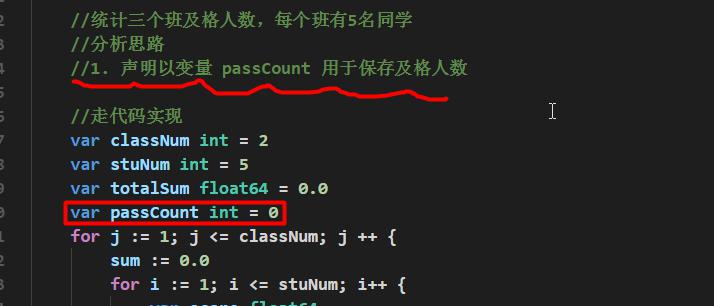 //统计三个班及格人数，每个班有5名同学
//分析思路
//1. 声明以变量 passCount 用于保存及格人数
//走代码实现
var classNum int = 2
var stuNum int = 5
var totalSum float64 = 0.0
var passCount int = 0
for j := 1; j <= classNum; j ++ {
sum := 0.0
for i := 1; i <= stuNum; i++ {